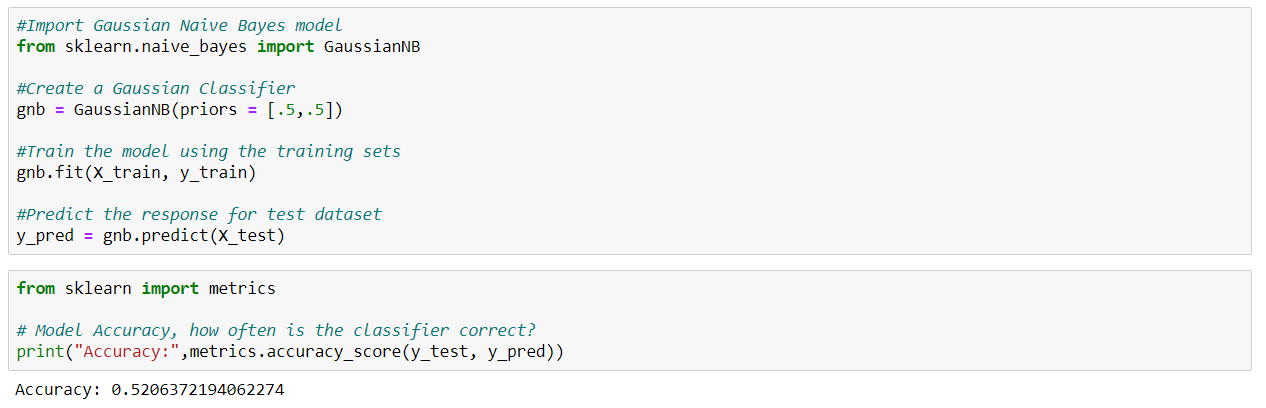 #Import Gaussian Naive Bayes model
from sklearn.naive_bayes import GaussianNB
#Create a Gaussian Classifier
gnb = GaussianNB(priors = [.5,.5])
#Train the model using the training sets
gnb.fit(X_train, y_train)
#Predict the response for test dataset
y_pred = gnb.predict(X_test)
from sklearn import metrics
# Model Accuracy, how often is the classifier correct?
print("Accuracy:",metrics.accuracy_score(y_test, y_pred))
Accuracy: 0.5206372194062274